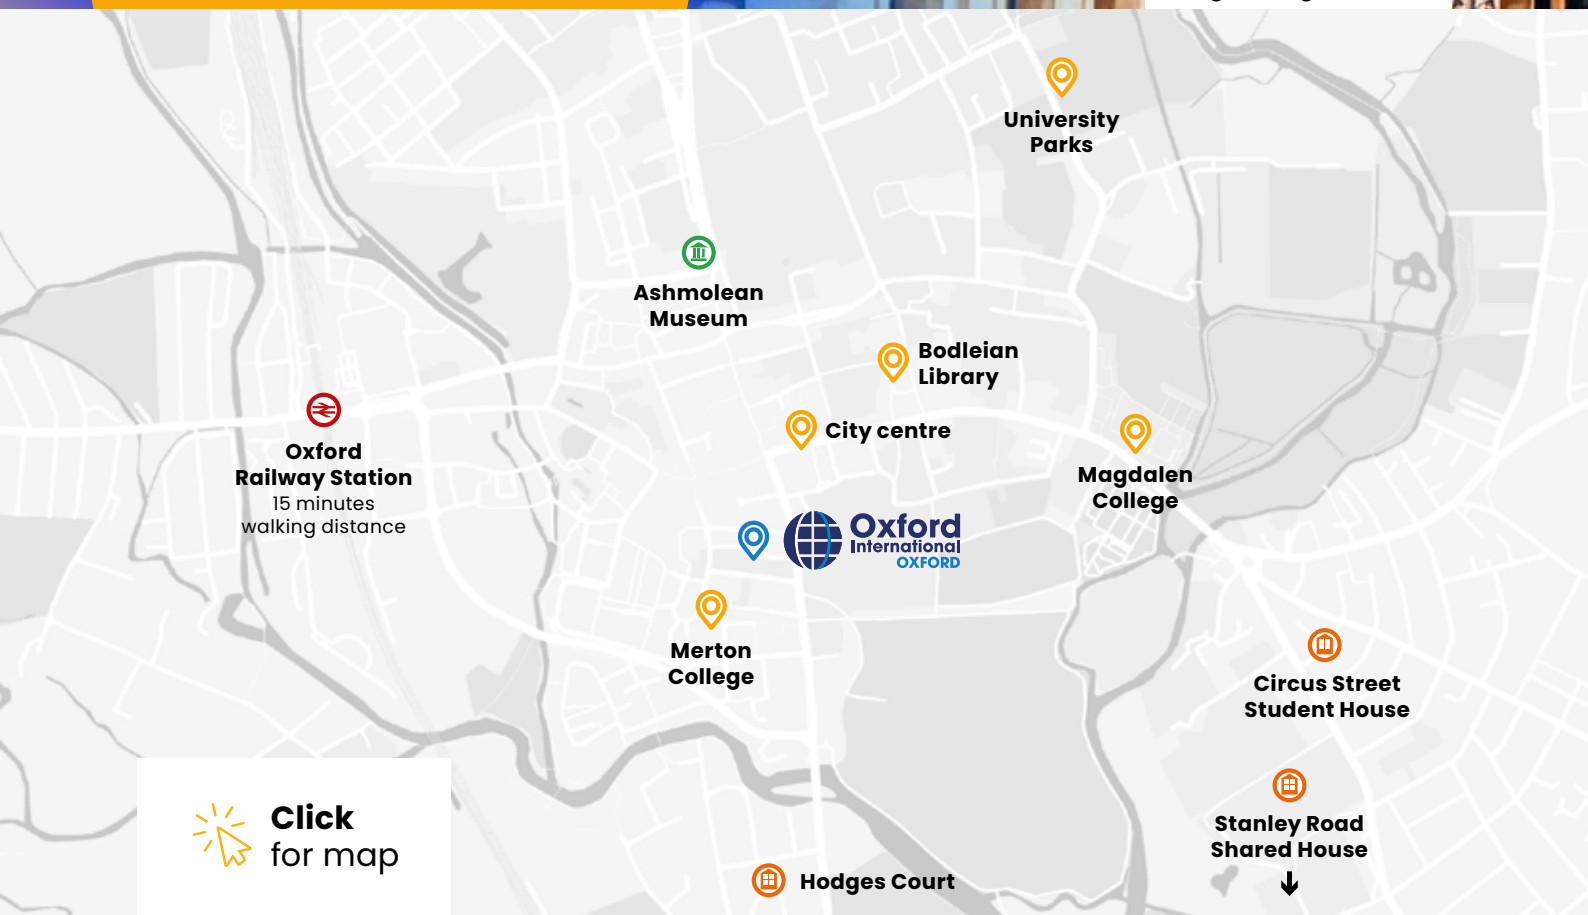 University
Parks
Ashmolean
Museum
Bodleian
Library
City centre
Oxford
Railway Station
15 minutes
walking distance
Magdalen
College
Oxford
International
OXFORD
Merton
College
Circus Street
Student House
Stanley Road
Shared House
Click
for map
Hodges Court